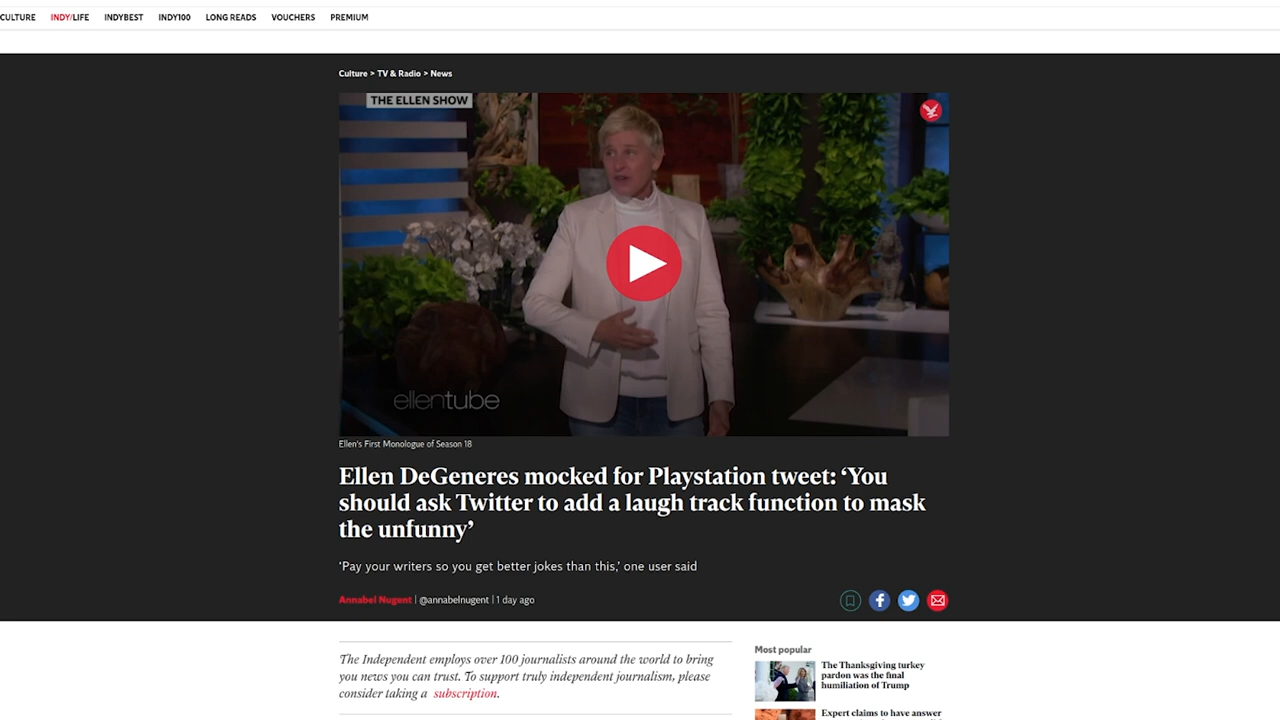 CULTURE INDY/LIFE INDYBEST INDY100 LONG READS VOUCHERS PREMIUM
Culture > TV & Radio > News
THE ELLEN SHOW
ellentube
Ellen's First Monologue of Season 18
Ellen DeGeneres mocked for Playstation tweet: ‘You
should ask Twitter to add a laugh track function to mask
the unfunny’
‘Pay your writers so you get better jokes than this,’ one user said
Annabel Nugent | @annabelnugent | 1 day ago
The Independent employs over 100 journalists around the world to bring
you news you can trust. To support truly independent journalism, please
consider taking a subscription.
Most popular
The Thanksgiving turkey
pardon was the final
humiliation of Trump
Expert claims to have answer